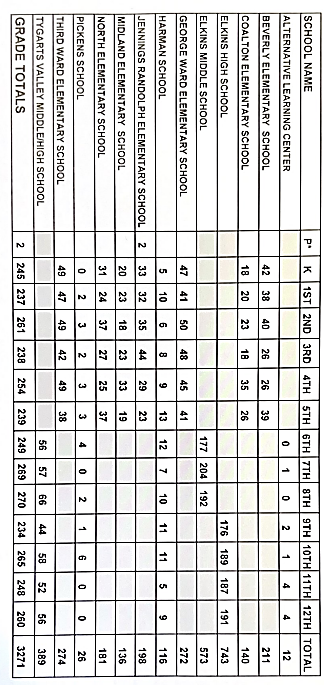 SCHOOL NAME P* K 1ST 2ND 3RD 4TH 5TH 6TH 7TH 8TH 9TH 10TH 11TH 12TH TOTAL
ALTERNATIVE LEARNING CENTER 0 1 0 2 1 4 4 12
BEVERLY ELEMENTARY SCHOOL 42 38 40 26 26 39 211
COALTON ELEMENTARY SCHOOL 18 20 23 18 35 26 140
ELKINS HIGH SCHOOL 176 189 187 191 743
ELKINS MIDDLE SCHOOL 177 204 192 573
GEORGE WARD ELEMENTARY SCHOOL 47 41 50 48 45 41 272
HARMAN SCHOOL 5 10 6 8 9 13 12 7 10 11 11 5 9 116
JENNINGS RANDOLPH ELEMENTARY SCHOOL 2 33 32 35 44 29 23 198
MIDLAND ELEMENTARY SCHOOL 20 23 18 23 33 19 136
NORTH ELEMENTARY SCHOOL 31 24 37 27 25 37 181
PICKENS SCHOOL 0 2 3 2 3 3 4 0 2 1 6 0 0 26
THIRD WARD ELEMENTARY SCHOOL 49 47 49 42 49 38 274
TYGARTS VALLEY MIDDLE/HIGH SCHOOL 56 57 66 44 58 52 56 389
GRADE TOTALS 2 245 237 261 238 254 239 249 269 270 234 265 248 260 3271